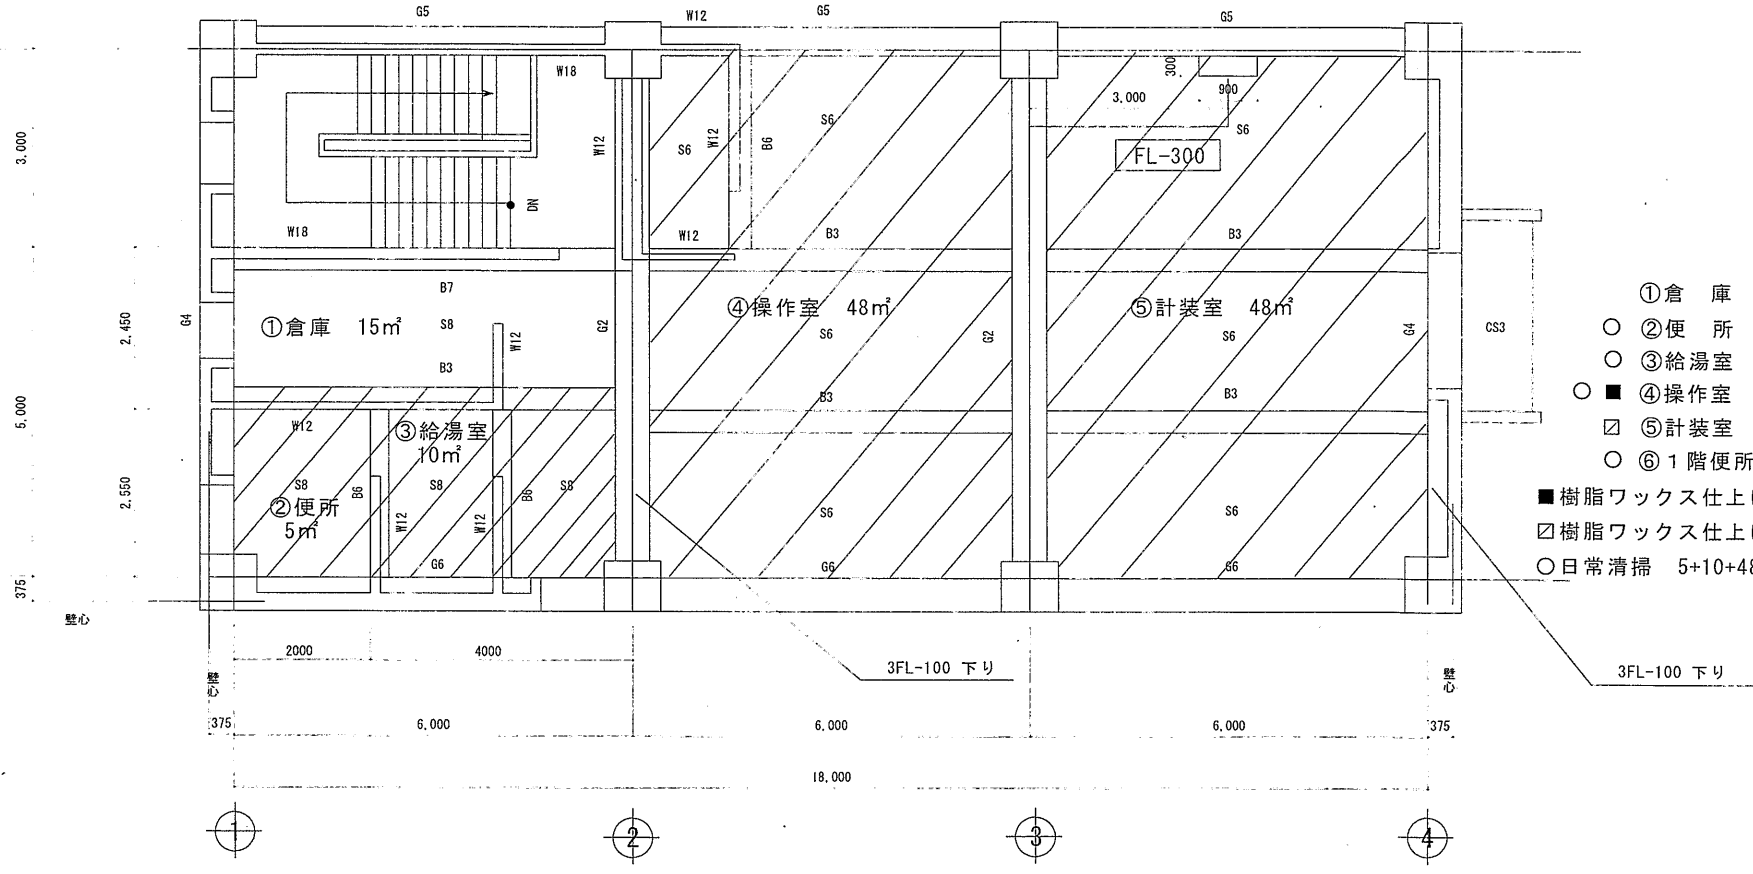 G5
W12
G5
G5
W18
300
3,000
900
3.000
W12
S6
W12
B6
S6
S6
FL-300
DN
W18
W12
B3
B3
B7
①倉庫 15㎡
S8
④操作室 48㎡
⑤計装室 48㎡
G4
G2
W12
S6
G2
S6
G4
CS3
2.450
B3
B3
B3
5,000
W12
③給湯室
10㎡
S8
B6
S8
B6
S8
②便所
5㎡
W12
W12
2.550
S6
S6
G6
G6
G6
375
壁心
①倉 庫
○ ②便 所
○ ③給湯室
○ ■ ④操作室
〼 ⑤計装室
○ ⑥1階便所
■樹脂ワックス仕上
〼樹脂ワックス仕上
○日常清掃 5+10+48
2000
4000
3FL-100 下り
3FL-100 下り
壁心
壁心
375
6,000
6,000
6,000
375
18,000
1
2
3
4